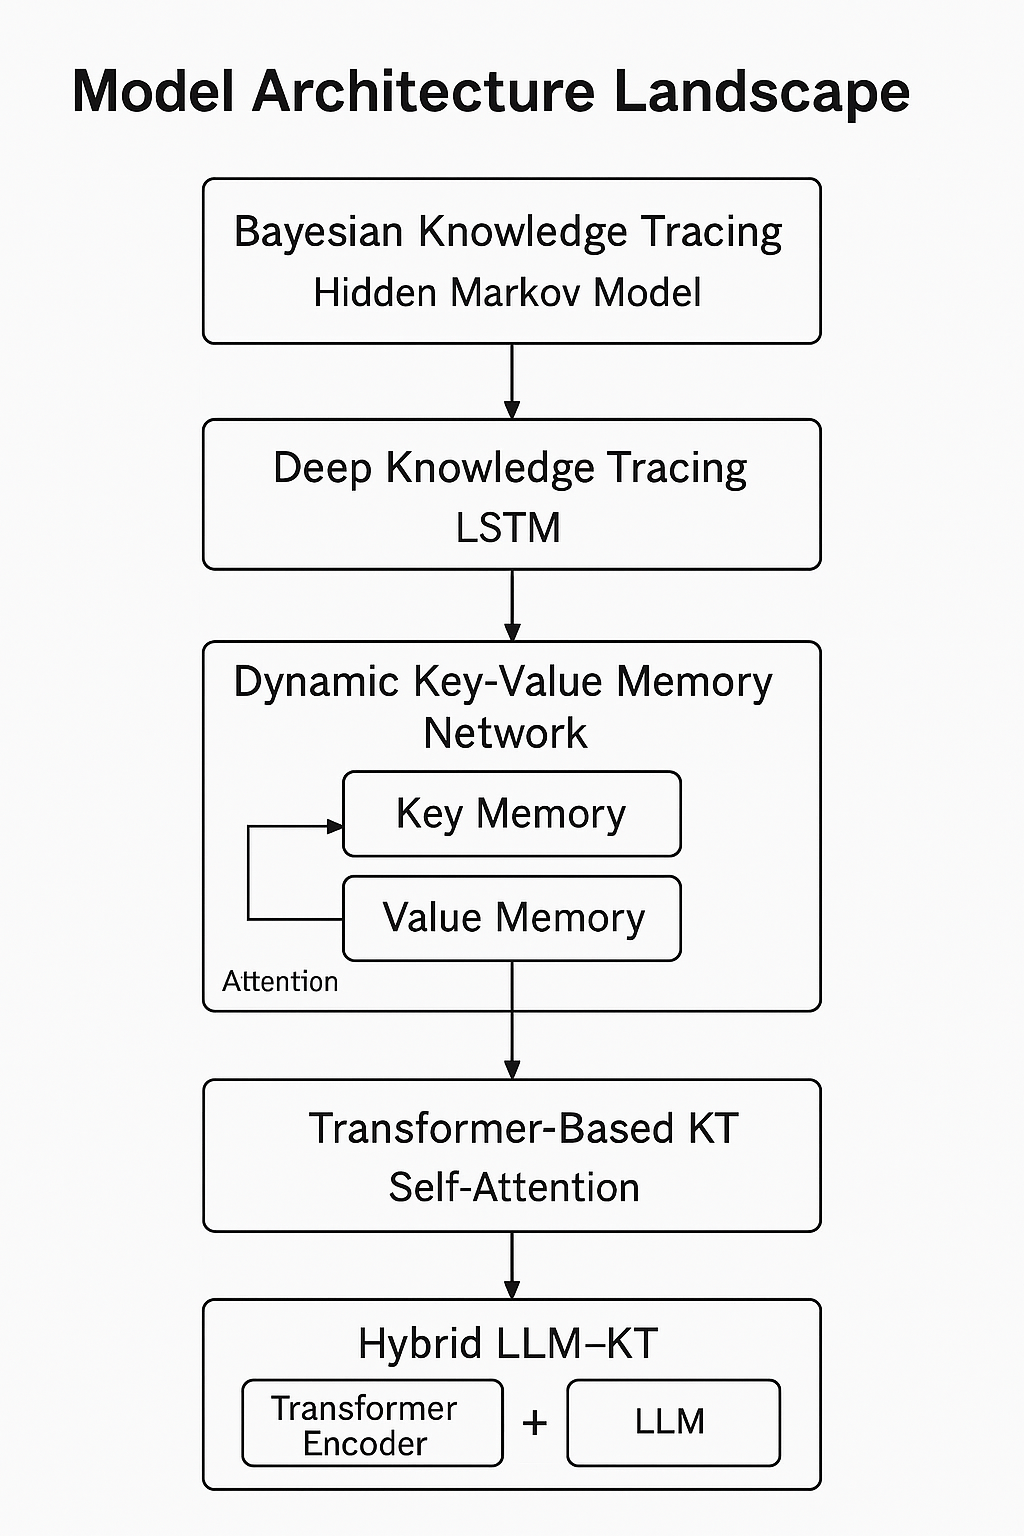 Model Architecture Landscape
Bayesian Knowledge Tracing
Hidden Markov Model
Deep Knowledge Tracing
LSTM
Dynamic Key-Value Memory
Network
Key Memory
Value Memory
Attention
Transformer-Based KT
Self-Attention
Hybrid LLM–KT
Transformer
Encoder
+
LLM